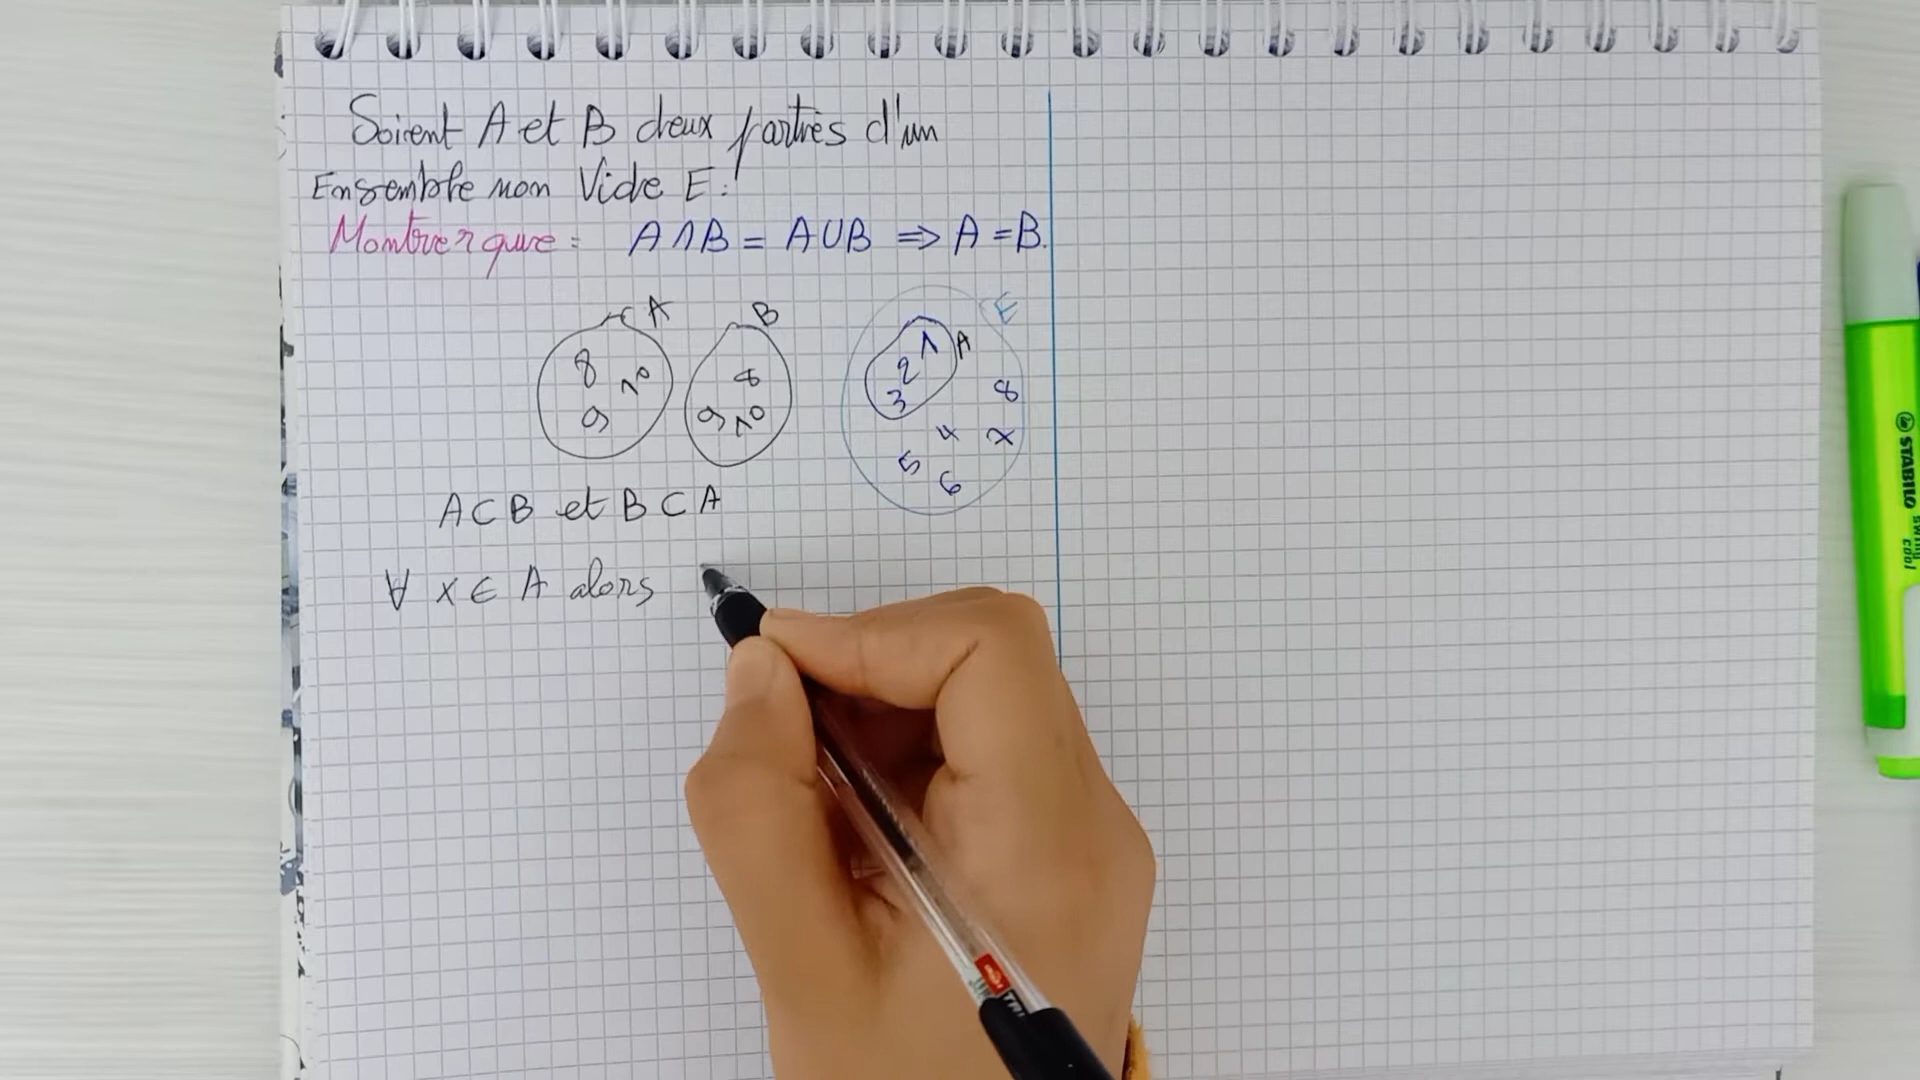 Soient A et B deux parties d'un
Ensemble non Vide E:
Montrer que: A∩B = A∪B ⇒ A = B.
A
B
E
8
10
9
8
9 10
1
A
2
3
8
4
7
5
6
A ⊂ B et B ⊂ A
∀ x ∈ A alors
STABILO